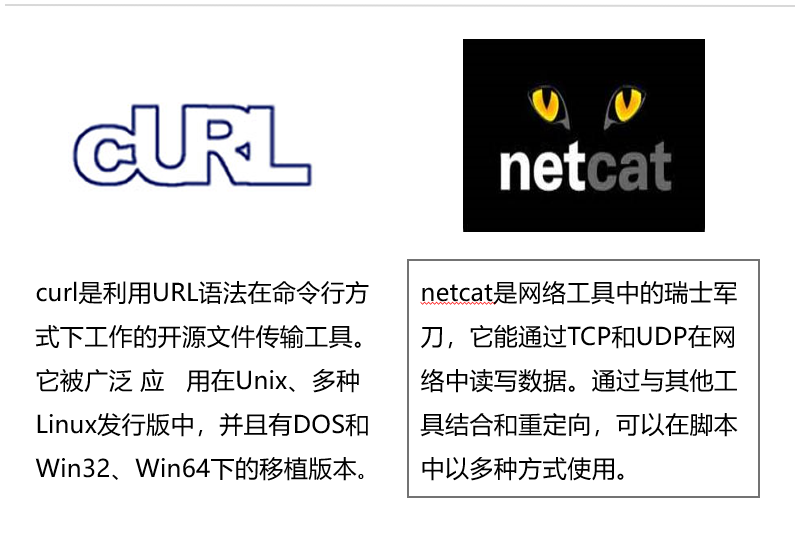 cURL
netcat
curl是利用URL语法在命令行方
式下工作的开源文件传输工具。
它被广泛 应 用在Unix、多种
Linux发行版中，并且有DOS和
Win32、Win64下的移植版本。
netcat是网络工具中的瑞士军
刀，它能通过TCP和UDP在网
络中读写数据。通过与其他工
具结合和重定向，可以在脚本
中以多种方式使用。